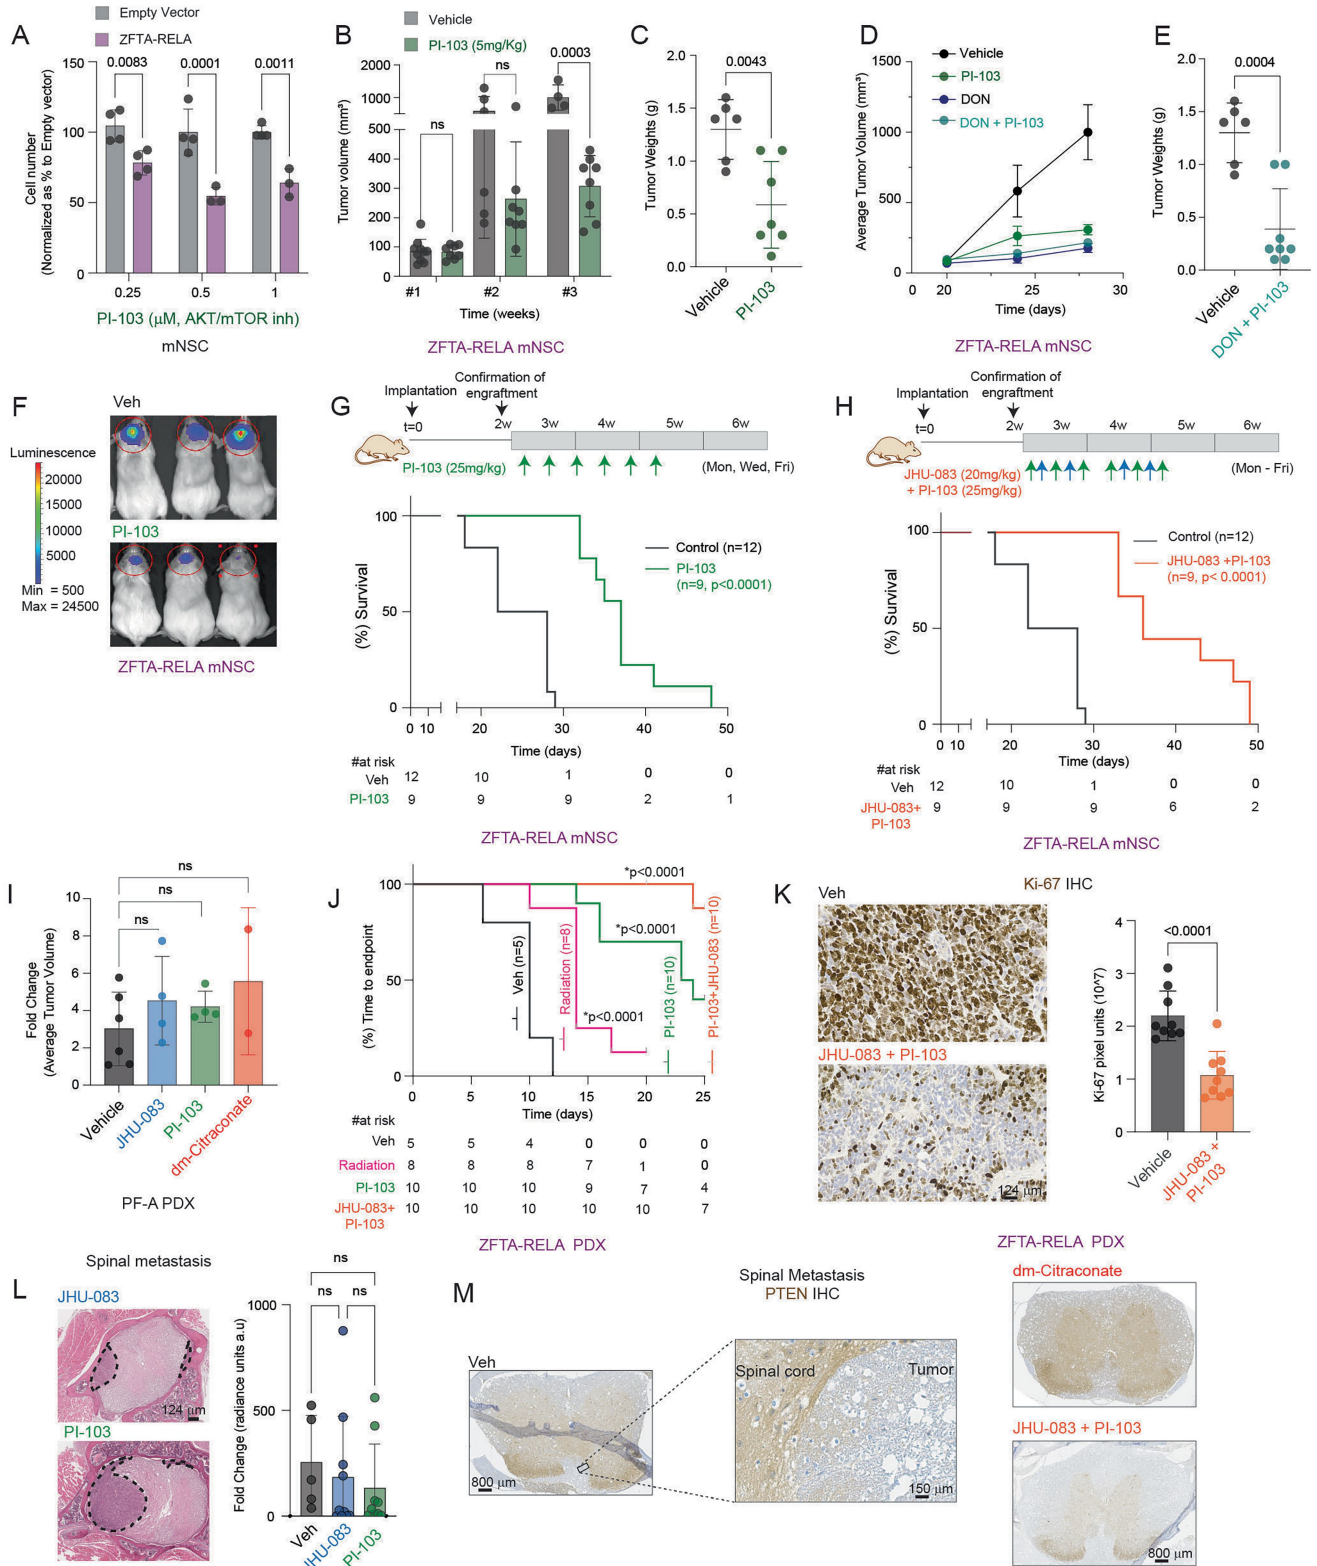 A
Empty Vector
ZFTA-RELA
0.0083
0.0001
0.0011
150
100
50
0
Cell number
(Normalized as % to Empty vector)
0.25
0.5
1
PI-103 (μM, AKT/mTOR inh)
mNSC
B
Vehicle
PI-103 (5mg/Kg)
ns
ns
0.0003
2000
1000
500
400
300
200
100
0
Tumor volume (mm³)
#1
#2
#3
Time (weeks)
ZFTA-RELA mNSC
C
0.0043
2.0
1.5
1.0
0.5
0.0
Tumor Weights (g)
Vehicle
PI-103
D
Vehicle
PI-103
DON
DON + PI-103
1500
1000
500
0
Average Tumor Volume (mm³)
15
20
25
30
Time (days)
ZFTA-RELA mNSC
E
0.0004
2.0
1.5
1.0
0.5
0.0
Tumor Weights (g)
Vehicle
DON + PI-103
F
Veh
Luminescence
20000
15000
10000
5000
Min = 500
Max = 24500
PI-103
ZFTA-RELA mNSC
G
Implantation
Confirmation of
engraftment
t=0
2w
3w
4w
5w
6w
PI-103 (25mg/kg)
(Mon, Wed, Fri)
100
50
0
(%) Survival
Control (n=12)
PI-103
(n=9, p<0.0001)
0 10
20
30
40
50
Time (days)
#at risk
Veh 12 10 1 0 0
PI-103 9 9 9 2 1
ZFTA-RELA mNSC
H
Implantation
Confirmation of
engraftment
t=0
2w
3w
4w
5w
6w
JHU-083 (20mg/kg)
+ PI-103 (25mg/kg)
(Mon - Fri)
100
50
0
(%) Survival
Control (n=12)
JHU-083 +PI-103
(n=9, p< 0.0001)
0 10
20
30
40
50
Time (days)
#at risk
Veh 12 10 1 0 0
JHU-083+
PI-103
9 9 9 6 2
ZFTA-RELA mNSC
I
ns
ns
ns
10
8
6
4
2
0
Fold Change
(Average Tumor Volume)
Vehicle
JHU-083
PI-103
dm-Citraconate
PF-A PDX
J
*p<0.0001
*p<0.0001
*p<0.0001
100
50
0
(%) Time to endpoint
Veh (n=5)
Radiation (n=8)
PI-103 (n=10)
PI-103+JHU-083 (n=10)
0
5
10
15
20
25
Time (days)
#at risk
Veh 5 5 4 0 0 0
Radiation 8 8 8 7 1 0
PI-103 10 10 10 9 7 4
JHU-083+
PI-103
10 10 10 10 10 7
ZFTA-RELA PDX
K
Ki-67 IHC
Veh
JHU-083 + PI-103
124 μm
<0.0001
4
3
2
1
0
Ki-67 pixel units (10^7)
Vehicle
JHU-083 +
PI-103
ZFTA-RELA PDX
L
Spinal metastasis
JHU-083
124 μm
PI-103
ns
ns
ns
1000
500
0
Fold Change (radiance units a.u)
Veh
JHU-083
PI-103
M
Spinal Metastasis
PTEN IHC
Veh
800 μm
Spinal cord
Tumor
150 μm
dm-Citraconate
JHU-083 + PI-103
800 μm